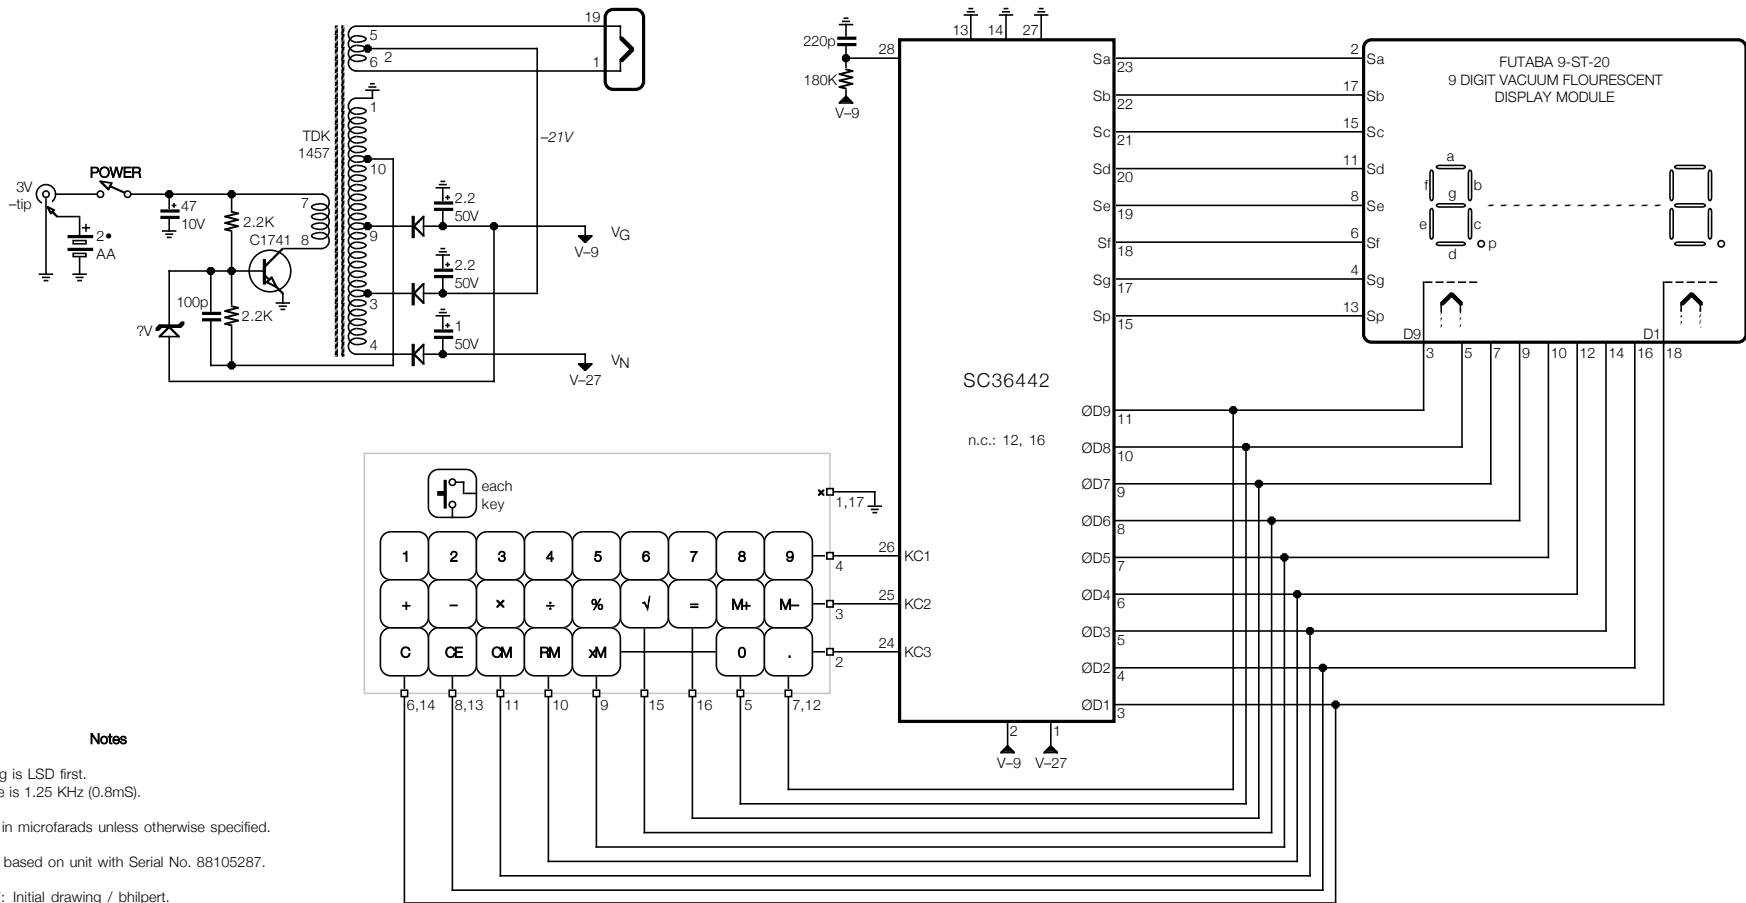 19
5
2
6
1
1
TDK
1457
10
–21V
3V
–tip
POWER
47
10V
2•
AA
2.2K
C1741
7
8
100p
2.2K
?V
2.2
50V
9
VG
V–9
2.2
50V
3
1
50V
4
VN
V–27
220p
180K
V–9
28
13
14
27
SC36442
n.c.: 12, 16
Sa
23
Sb
22
Sc
21
Sd
20
Se
19
Sf
18
Sg
17
Sp
15
2
Sa
17
Sb
15
Sc
11
Sd
8
Se
6
Sf
4
Sg
13
Sp
FUTABA 9-ST-20
9 DIGIT VACUUM FLOURESCENT
DISPLAY MODULE
a
f
b
g
e
c
d
p
D9
D1
3
5
7
9
10
12
14
16
18
ØD9
11
ØD8
10
ØD7
9
ØD6
8
ØD5
7
ØD4
6
ØD3
5
ØD2
4
ØD1
3
26
KC1
25
KC2
24
KC3
2
V–9
1
V–27
each
key
x
1,17
1 2 3 4 5 6 7 8 9
4
+ – × ÷ % √ = M+ M–
3
C CE CM RM xM 0 .
2
6,14
8,13
11
10
9
15
16
5
7,12
Notes
g is LSD first.
e is 1.25 KHz (0.8mS).
in microfarads unless otherwise specified.
based on unit with Serial No. 88105287.
: Initial drawing / bhilpert.